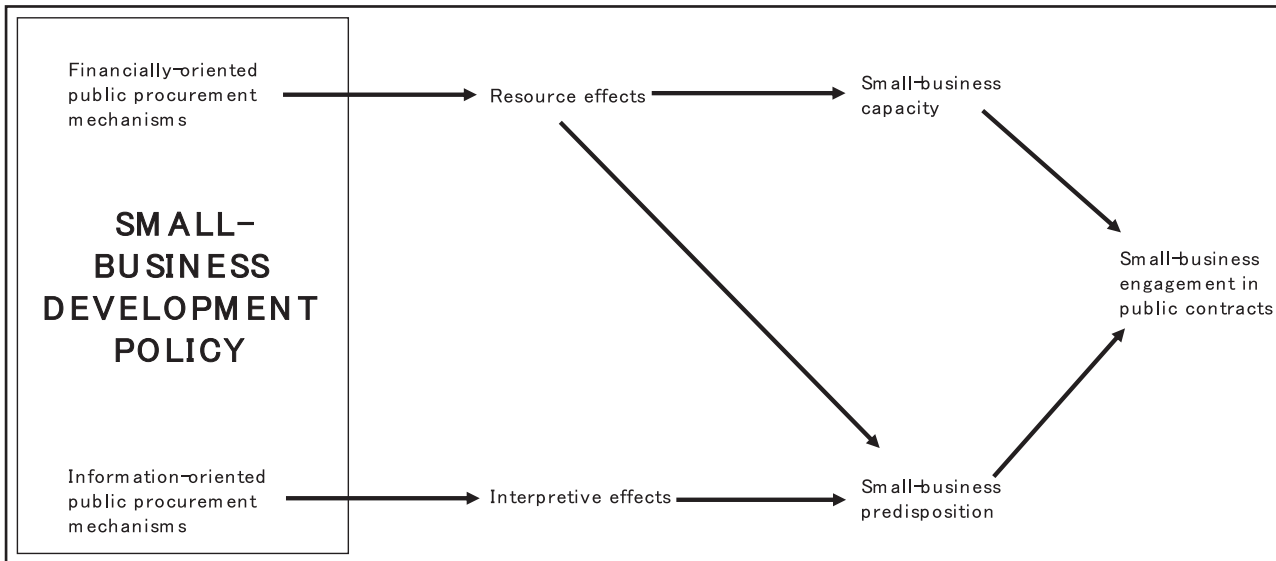 Financially-oriented
public procurement
mechanisms
Resource effects
Small-business
capacity
SMALL-
BUSINESS
DEVELOPMENT
POLICY
Small-business
engagement in
public contracts
Information-oriented
public procurement
mechanisms
Interpretive effects
Small-business
predisposition